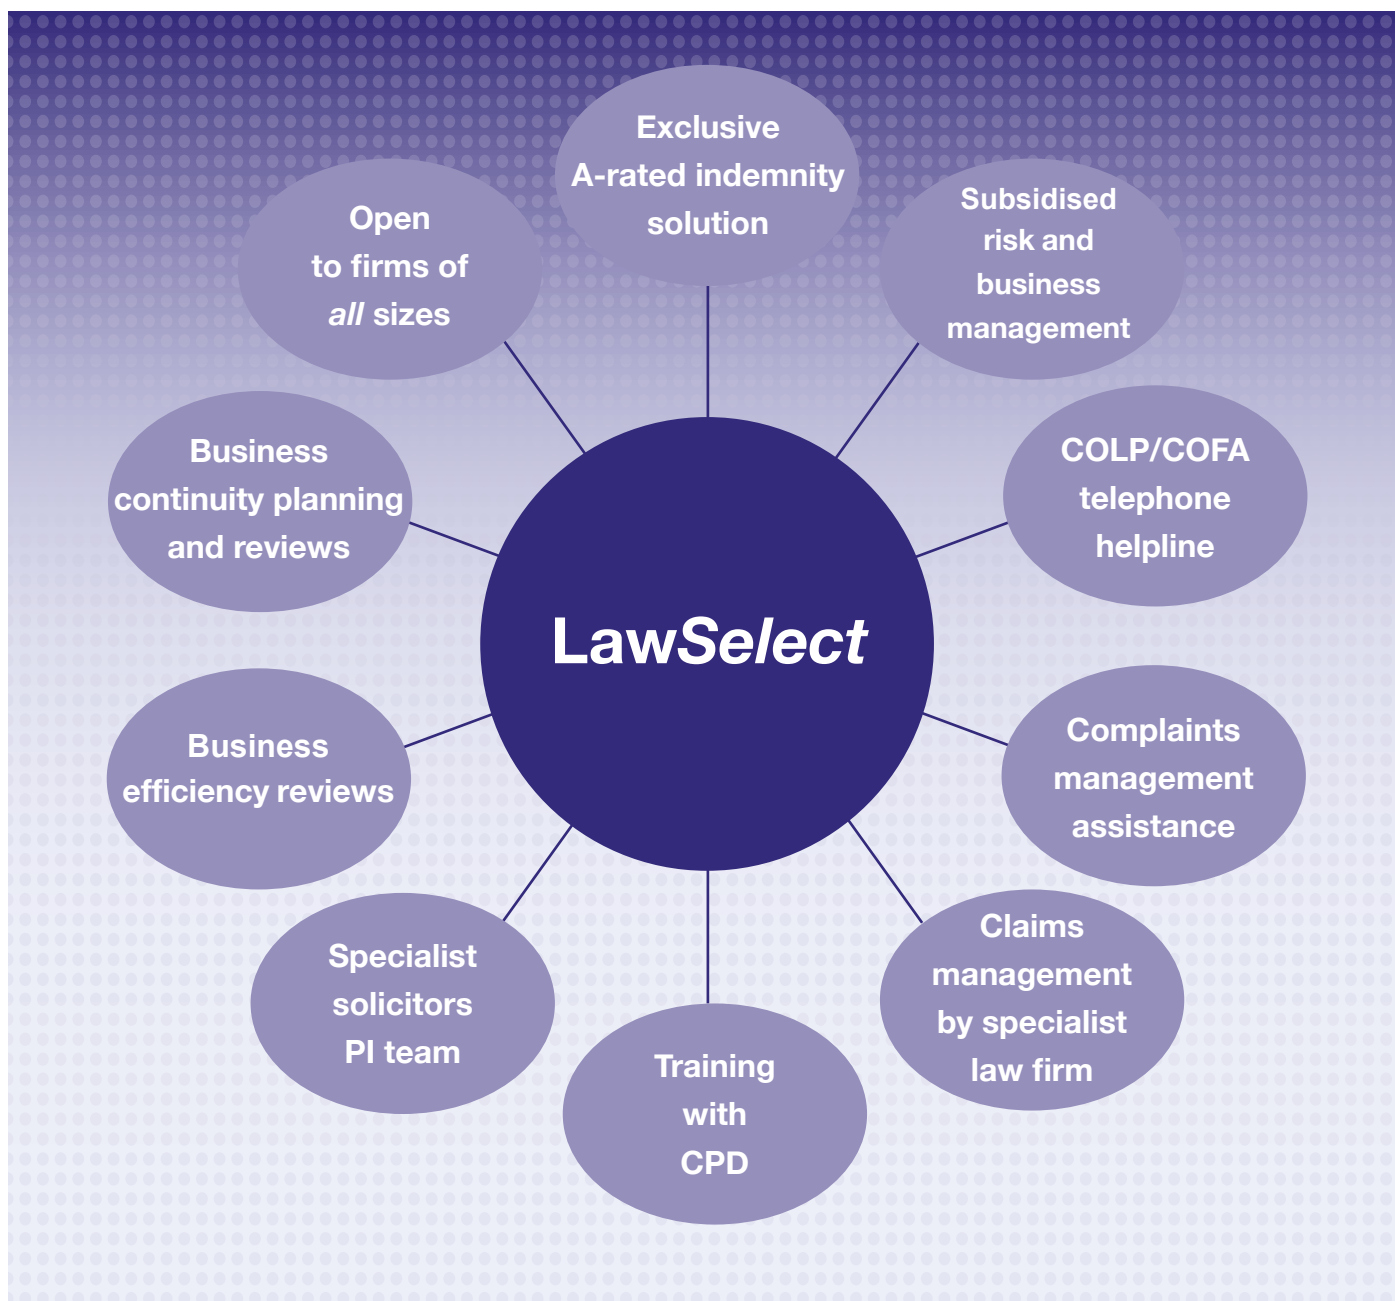 Exclusive
A-rated indemnity
solution
Subsidised
risk and
business
management
COLP/COFA
telephone
helpline
Complaints
management
assistance
Claims
management
by specialist
law firm
Training
with
CPD
Specialist
solicitors
PI team
Business
efficiency reviews
Business
continuity planning
and reviews
Open
to firms of
all sizes
LawSelect